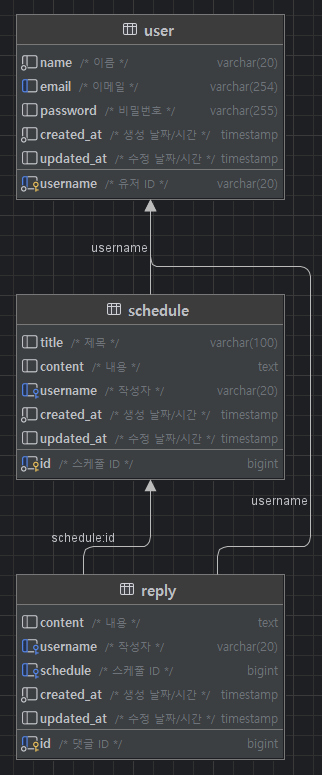 user
name /* 이름 */ varchar(20)
email /* 이메일 */ varchar(254)
password /* 비밀번호 */ varchar(255)
created_at /* 생성 날짜/시간 */ timestamp
updated_at /* 수정 날짜/시간 */ timestamp
username /* 유저 ID */ varchar(20)
username
schedule
title /* 제목 */ varchar(100)
content /* 내용 */ text
username /* 작성자 */ varchar(20)
created_at /* 생성 날짜/시간 */ timestamp
updated_at /* 수정 날짜/시간 */ timestamp
id /* 스케줄 ID */ bigint
username
schedule:id
reply
content /* 내용 */ text
username /* 작성자 */ varchar(20)
schedule /* 스케줄 ID */ bigint
created_at /* 생성 날짜/시간 */ timestamp
updated_at /* 수정 날짜/시간 */ timestamp
id /* 댓글 ID */ bigint